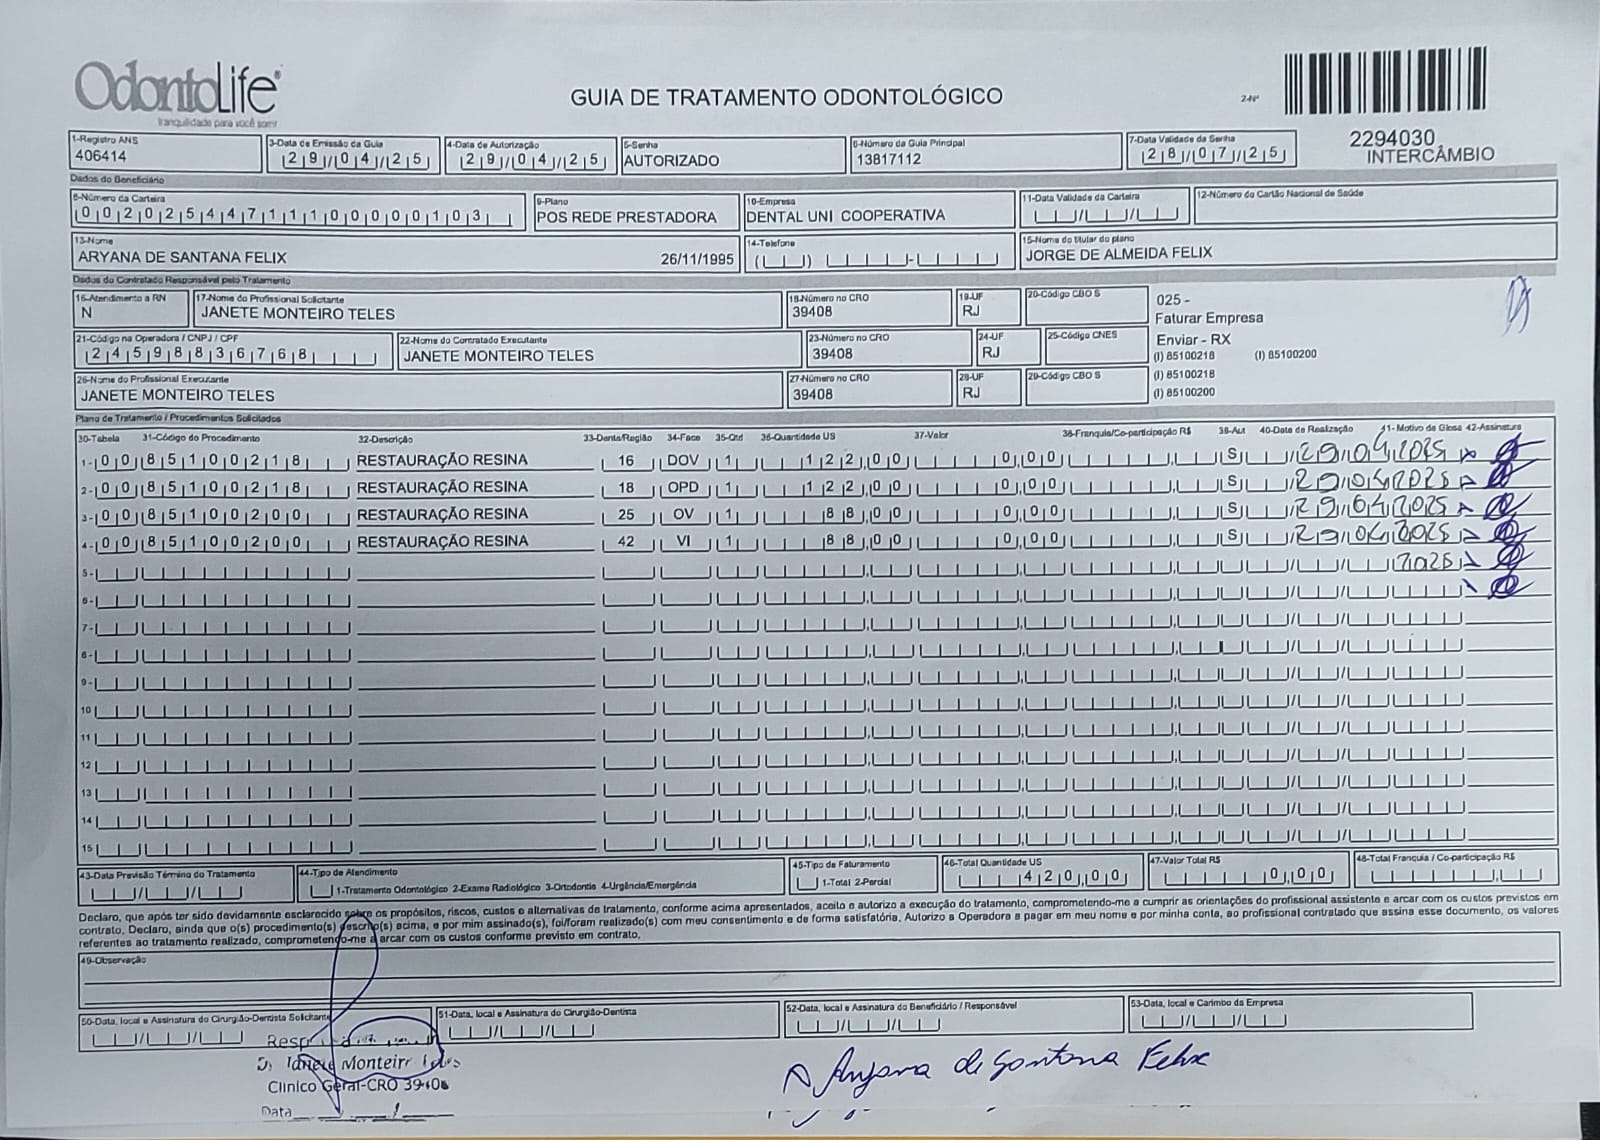 OdontoLife®
tranquilidade para você sorrir
GUIA DE TRATAMENTO ODONTOLÓGICO
2-Nº
2294030
INTERCÂMBIO
1-Registro ANS
406414
3-Data de Emissão da Guia
29/04/25
4-Data de Autorização
29/04/25
5-Senha
AUTORIZADO
6-Número da Guia Principal
13817112
7-Data Validade da Senha
28/07/25
Dados do Beneficiário
8-Número da Carteira
00202544711100000103
9-Plano
POS REDE PRESTADORA
10-Empresa
DENTAL UNI COOPERATIVA
11-Data Validade da Carteira
12-Número do Cartão Nacional de Saúde
13-Nome
ARYANA DE SANTANA FELIX 26/11/1995
14-Telefone
15-Nome do titular do plano
JORGE DE ALMEIDA FELIX
Dados do Contratado Responsável pelo Tratamento
16-Atendimento a RN
N
17-Nome do Profissional Solicitante
JANETE MONTEIRO TELES
18-Número no CRO
39408
19-UF
RJ
20-Código CBO S
025 -
Faturar Empresa
Enviar - RX
(I) 85100218 (I) 85100200
(I) 85100218
(I) 85100200
21-Código na Operadora / CNPJ / CPF
24598836768
22-Nome do Contratado Executante
JANETE MONTEIRO TELES
23-Número no CRO
39408
24-UF
RJ
25-Código CNES
26-Nome do Profissional Executante
JANETE MONTEIRO TELES
27-Número no CRO
39408
28-UF
RJ
29-Código CBO S
Plano de Tratamento / Procedimentos Solicitados
30-Tabela 31-Código do Procedimento 32-Descrição 33-Dente/Região 34-Face 35-Qtd 36-Quantidade US 37-Valor 38-Franquia/Co-participação R$ 39-Aut 40-Data de Realização 41- Motivo da Glosa 42-Assinatura
1- 00 85100218 RESTAURAÇÃO RESINA 16 DOV 1 122,00 0,00 S 29/04/2025
2- 00 85100218 RESTAURAÇÃO RESINA 18 OPD 1 122,00 0,00 S 29/04/2025
3- 00 85100200 RESTAURAÇÃO RESINA 25 OV 1 88,00 0,00 S 29/04/2025
4- 00 85100200 RESTAURAÇÃO RESINA 42 VI 1 88,00 0,00 S 29/04/2025
5- 2025
6-
7-
8-
9-
10
11
12
13
14
15
43-Data Previsão Término do Tratamento
44-Tipo de Atendimento
1-Tratamento Odontológico 2-Exame Radiológico 3-Ortodontia 4-Urgência/Emergência
45-Tipo de Faturamento
1-Total 2-Parcial
46-Total Quantidade US
420,00
47-Valor Total R$
0,00
48-Total Franquia / Co-participação R$
Declaro, que após ter sido devidamente esclarecido sobre os propósitos, riscos, custos e alternativas de tratamento, conforme acima apresentados, aceito e autorizo a execução do tratamento, comprometendo-me a cumprir as orientações do profissional assistente e arcar com os custos previstos em
contrato. Declaro, ainda que o(s) procedimento(s) descrito(s) acima, e por mim assinado(s), foi/foram realizado(s) com meu consentimento e de forma satisfatória. Autorizo a Operadora a pagar em meu nome e por minha conta, ao profissional contratado que assina esse documento, os valores
referentes ao tratamento realizado, comprometendo-me a arcar com os custos conforme previsto em contrato.
49-Observação
50-Data, local e Assinatura do Cirurgião-Dentista Solicitante
51-Data, local e Assinatura do Cirurgião-Dentista
52-Data, local e Assinatura do Beneficiário / Responsável
53-Data, local e Carimbo da Empresa
Janete Monteiro Teles
Clinico Geral-CRO 39408
Data
Aryana de Santana Felix